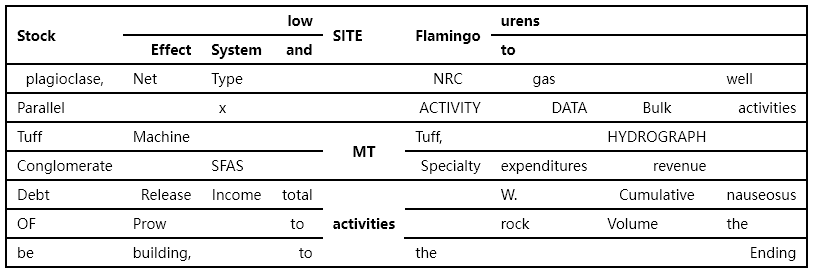 Stock low SITE Flamingo urens
Effect System and to
plagioclase, Net Type NRC gas well
Parallel x ACTIVITY DATA Bulk activities
Tuff Machine MT Tuff, HYDROGRAPH
Conglomerate SFAS Specialty expenditures revenue
Debt Release Income total activities W. Cumulative nauseosus
OF Prow to rock Volume the
be building, to the Ending